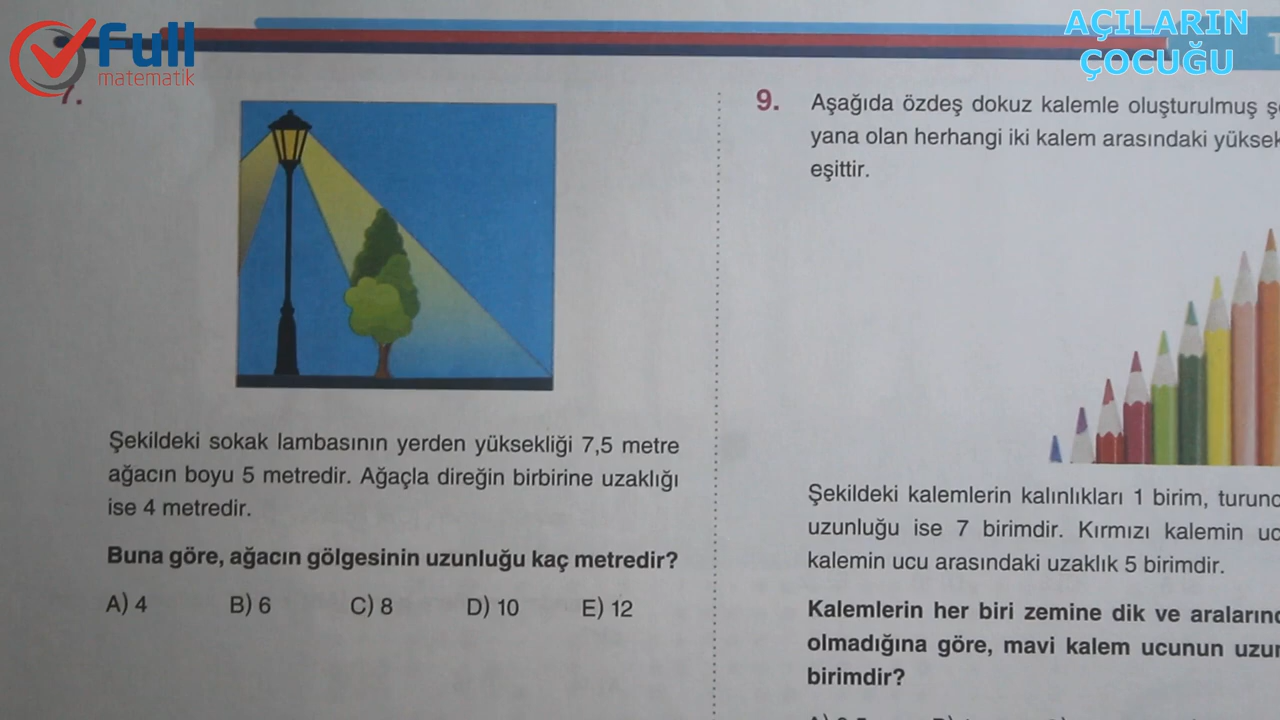 Full
matematik
AÇILARIN
ÇOCUĞU
7.
Şekildeki sokak lambasının yerden yüksekliği 7,5 metre
ağacın boyu 5 metredir. Ağaçla direğin birbirine uzaklığı
ise 4 metredir.
Buna göre, ağacın gölgesinin uzunluğu kaç metredir?
A) 4 B) 6 C) 8 D) 10 E) 12
9. Aşağıda özdeş dokuz kalemle oluşturulmuş
yana olan herhangi iki kalem arasındaki
eşittir.
Şekildeki kalemlerin kalınlıkları 1 birim,
uzunluğu ise 7 birimdir. Kırmızı kalemin
kalemin ucu arasındaki uzaklık 5 birimdir.
Kalemlerin her biri zemine dik ve
olmadığına göre, mavi kalem ucunun
birimdir?